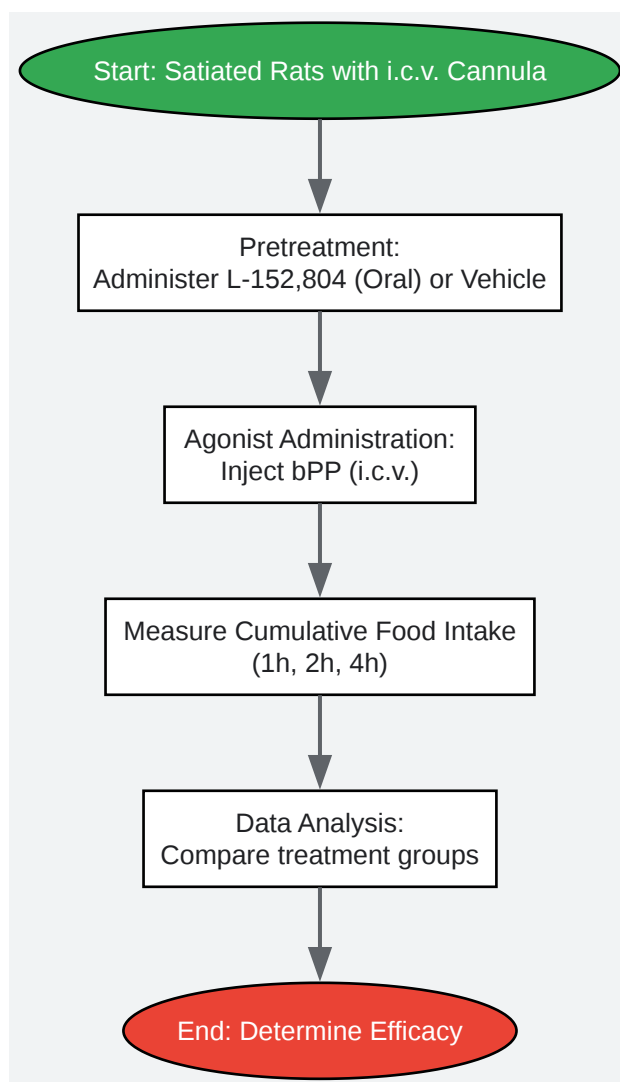 Start: Satiated Rats with i.c.v. Cannula
Pretreatment:
Administer L-152,804 (Oral) or Vehicle
Agonist Administration:
Inject bPP (i.c.v.)
Measure Cumulative Food Intake
(1h, 2h, 4h)
Data Analysis:
Compare treatment groups
End: Determine Efficacy